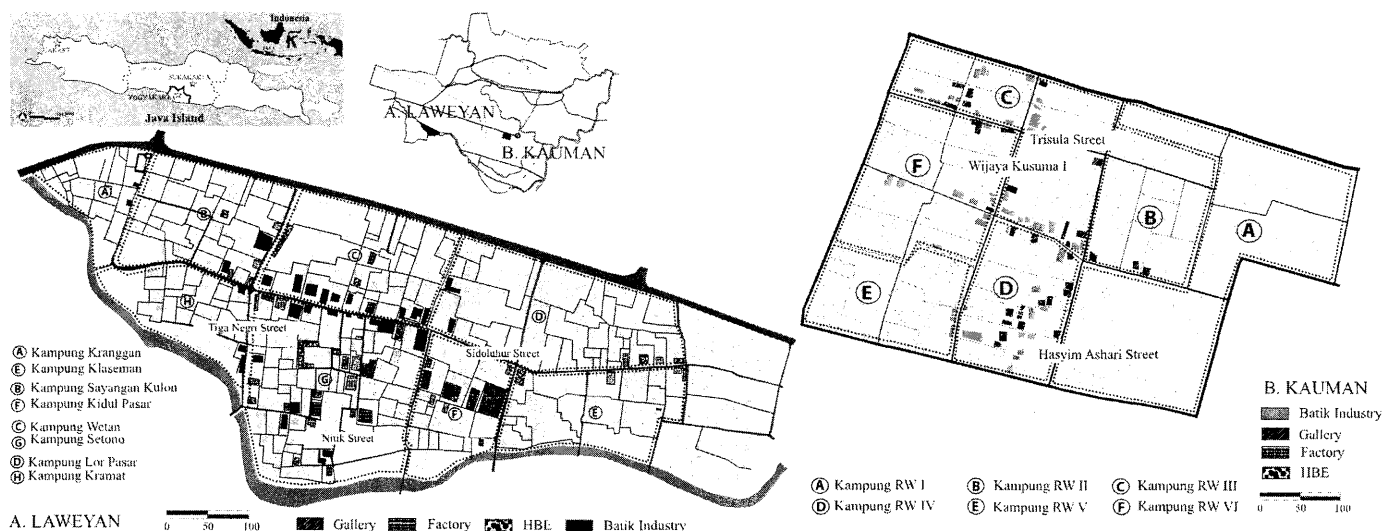 Indonesia
SURAKARTA
YOGYAKARTA
Java Island
A. LAWEYAN
B. KAUMAN
A
B
C
H
D
Tiga Negri Street
Sidoluhur Street
G
F
E
Nitik Street
A Kampung Kranggan
E Kampung Klaseman
B Kampung Sayangan Kulon
F Kampung Kidul Pasar
C Kampung Wetan
G Kampung Setono
D Kampung Lor Pasar
H Kampung Kramat
A. LAWEYAN
0 50 100
Gallery Factory HBE Batik Industry
C
Trisula Street
F
Wijaya Kusuma I
B
A
E
D
Hasyim Ashari Street
B. KAUMAN
Batik Industry
Gallery
Factory
HBE
0 50 100
A Kampung RW I B Kampung RW II C Kampung RW III
D Kampung RW IV E Kampung RW V F Kampung RW VI